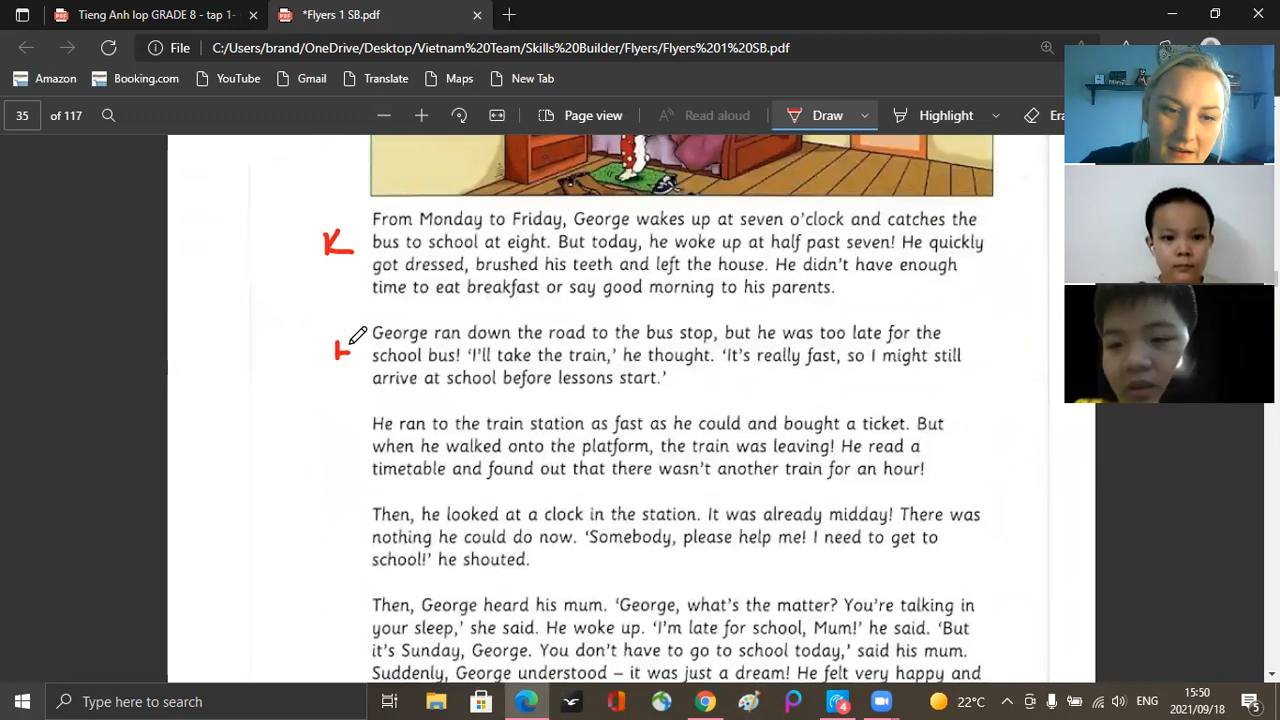 Tieng Anh lop GRADE 8 - tap 1-
*Flyers 1 SB.pdf
File
C:/Users/brand/OneDrive/Desktop/Vietnam%20Team/Skills%20Builder/Flyers/Flyers%201%20SB.pdf
Amazon
Booking.com
YouTube
Gmail
Translate
Maps
New Tab
35 of 117
Page view
Read aloud
Draw
Highlight
Era
From Monday to Friday, George wakes up at seven o'clock and catches the
K
bus to school at eight. But today, he woke up at half past seven! He quickly
got dressed, brushed his teeth and left the house. He didn't have enough
time to eat breakfast or say good morning to his parents.
George ran down the road to the bus stop, but he was too late for the
school bus! 'I'll take the train,' he thought. 'It's really fast, so I might still
arrive at school before lessons start.'
He ran to the train station as fast as he could and bought a ticket. But
when he walked onto the platform, the train was leaving! He read a
timetable and found out that there wasn't another train for an hour!
Then, he looked at a clock in the station. It was already midday! There was
nothing he could do now. 'Somebody, please help me! I need to get to
school!' he shouted.
Then, George heard his mum. 'George, what's the matter? You're talking in
your sleep,' she said. He woke up. 'I'm late for school, Mum!' he said. 'But
it's Sunday, George. You don't have to go to school today,' said his mum.
Suddenly, George understood – it was just a dream! He felt very happy and
Type here to search
4
22°C
ENG
15:50
2021/09/18
5